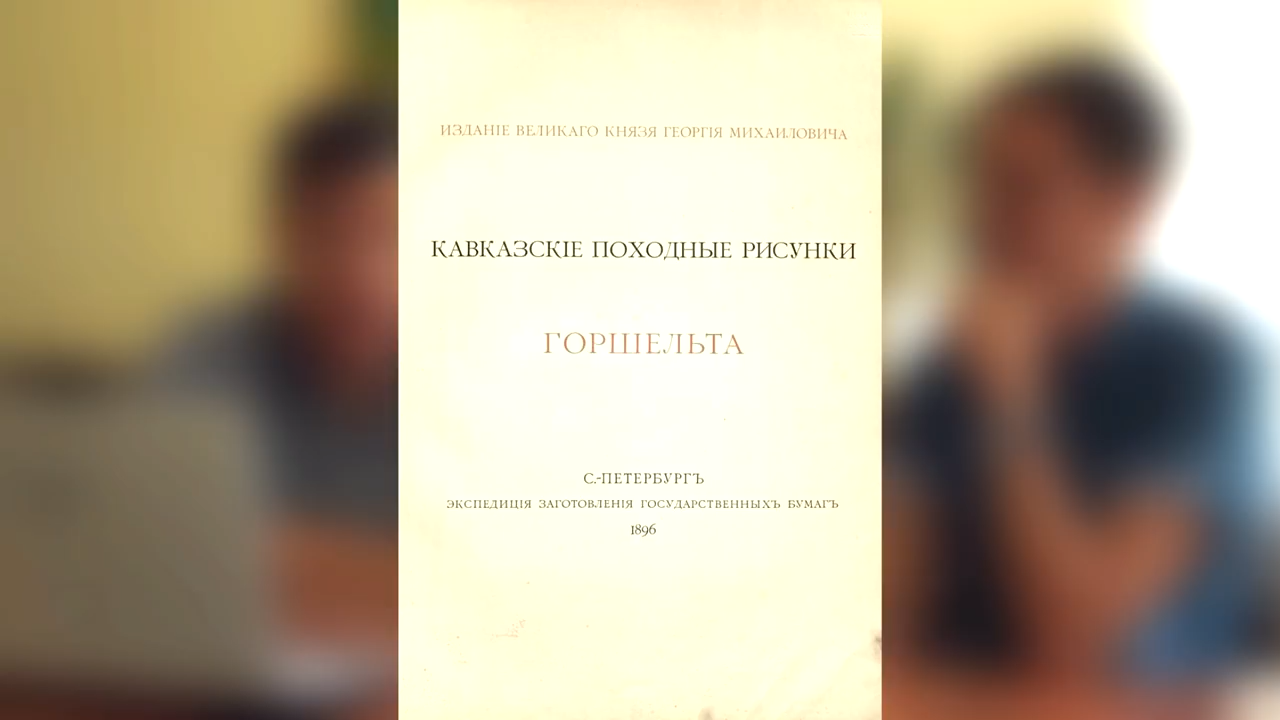 ИЗДАНІЕ ВЕЛИКАГО КНЯЗЯ ГЕОРГІЯ МИХАИЛОВИЧА
КАВКАЗСКІЕ ПОХОДНЫЕ РИСУНКИ
ГОРШЕЛЬТА
С.-ПЕТЕРБУРГЪ
ЭКСПЕДИЦІЯ ЗАГОТОВЛЕНІЯ ГОСУДАРСТВЕННЫХЪ БУМАГЪ
1896